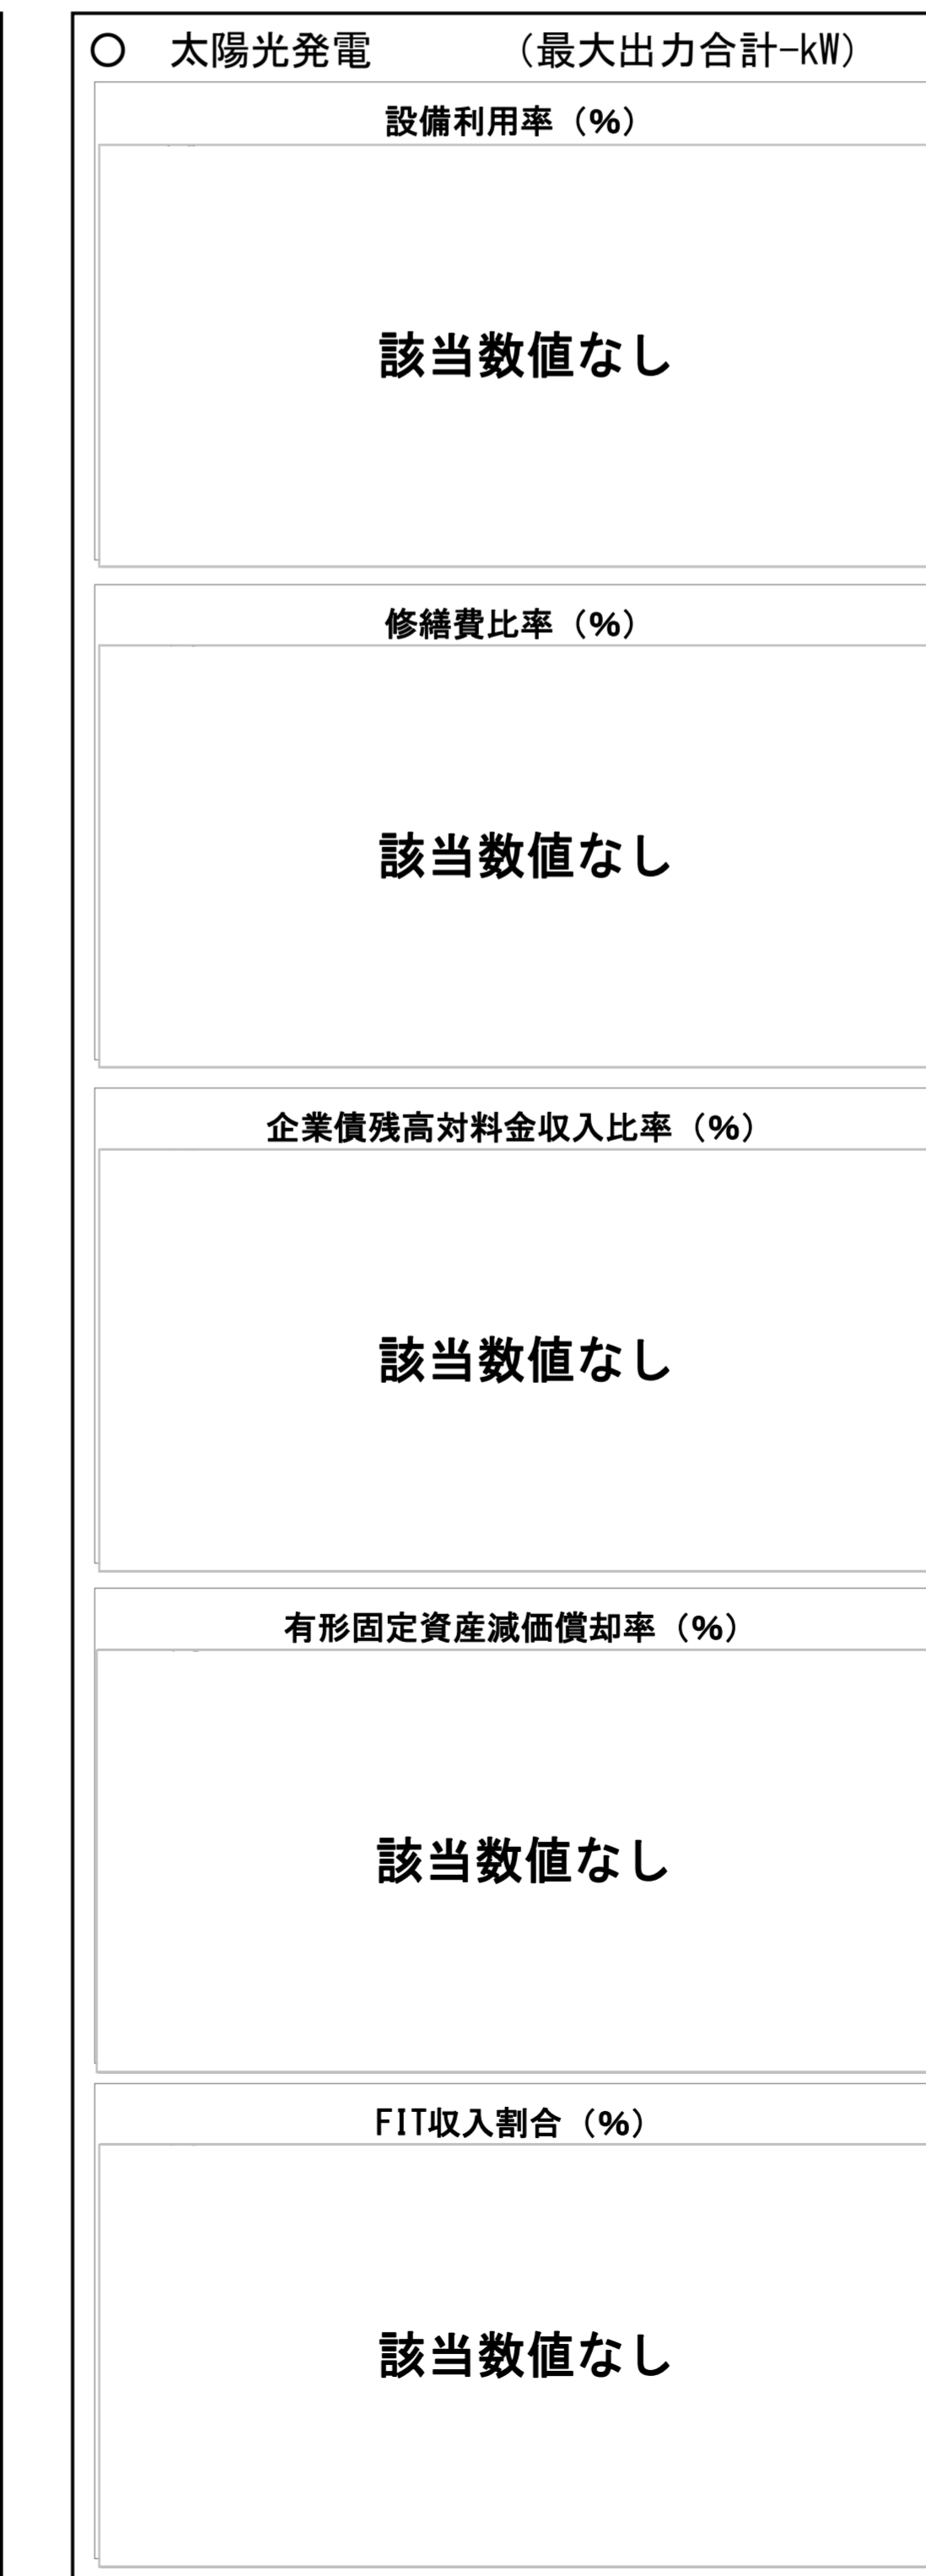 ○　太陽光発電　　　（最大出力合計-kW）
設備利用率（%）
該当数値なし
修繕費比率（%）
該当数値なし
企業債残高対料金収入比率（%）
該当数値なし
有形固定資産減価償却率（%）
該当数値なし
FIT収入割合（%）
該当数値なし